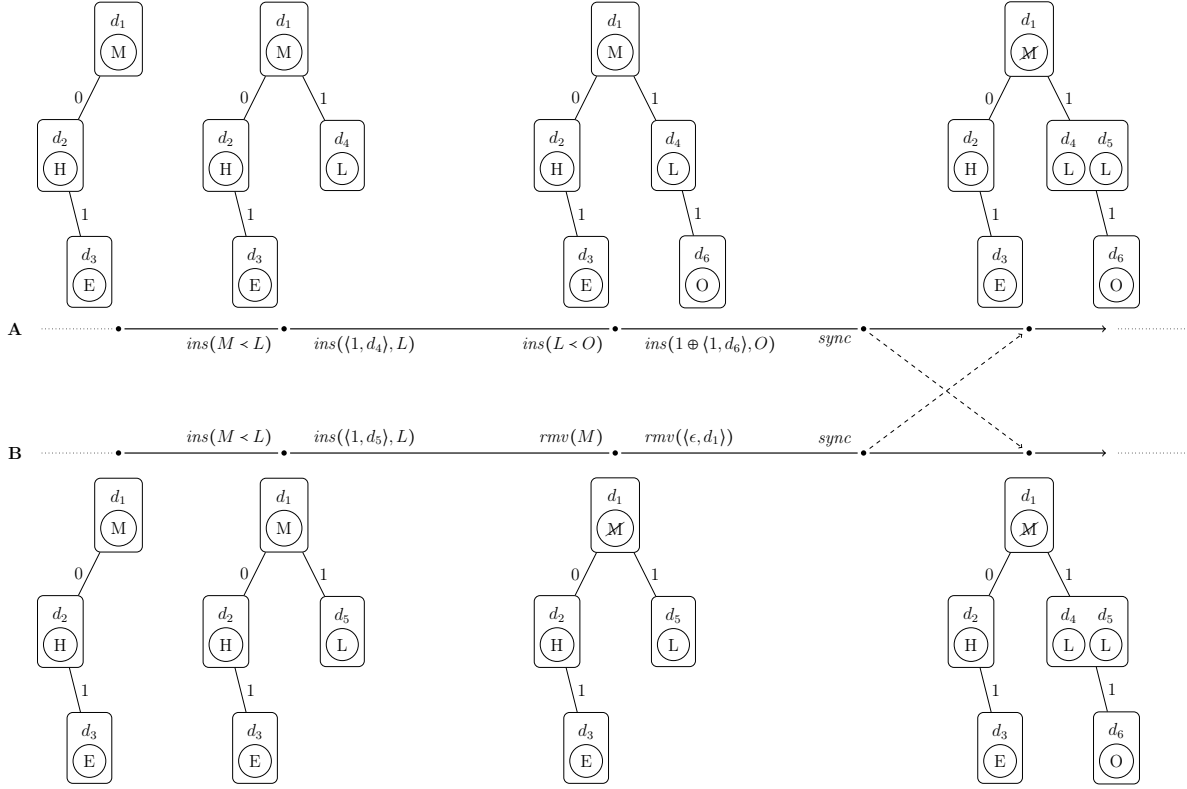 d₁ d₁ d₁ d₁
M M M M̸
0 0 1 0 1 0 1
d₂ d₂ d₄ d₂ d₄ d₂ d₄ d₅
H H L H L H L L
1 1 1 1 1 1
d₃ d₃ d₃ d₆ d₃ d₆
E E E O E O
A
ins(M < L) ins(⟨1, d₄⟩, L) ins(L < O) ins(1 ⊕ ⟨1, d₆⟩, O) sync
ins(M < L) ins(⟨1, d₅⟩, L) rmv(M) rmv(⟨ϵ, d₁⟩) sync
B
d₁ d₁ d₁ d₁
M M M̸ M̸
0 0 1 0 1 0 1
d₂ d₂ d₅ d₂ d₅ d₂ d₄ d₅
H H L H L H L L
1 1 1 1 1
d₃ d₃ d₃ d₃ d₆
E E E E O